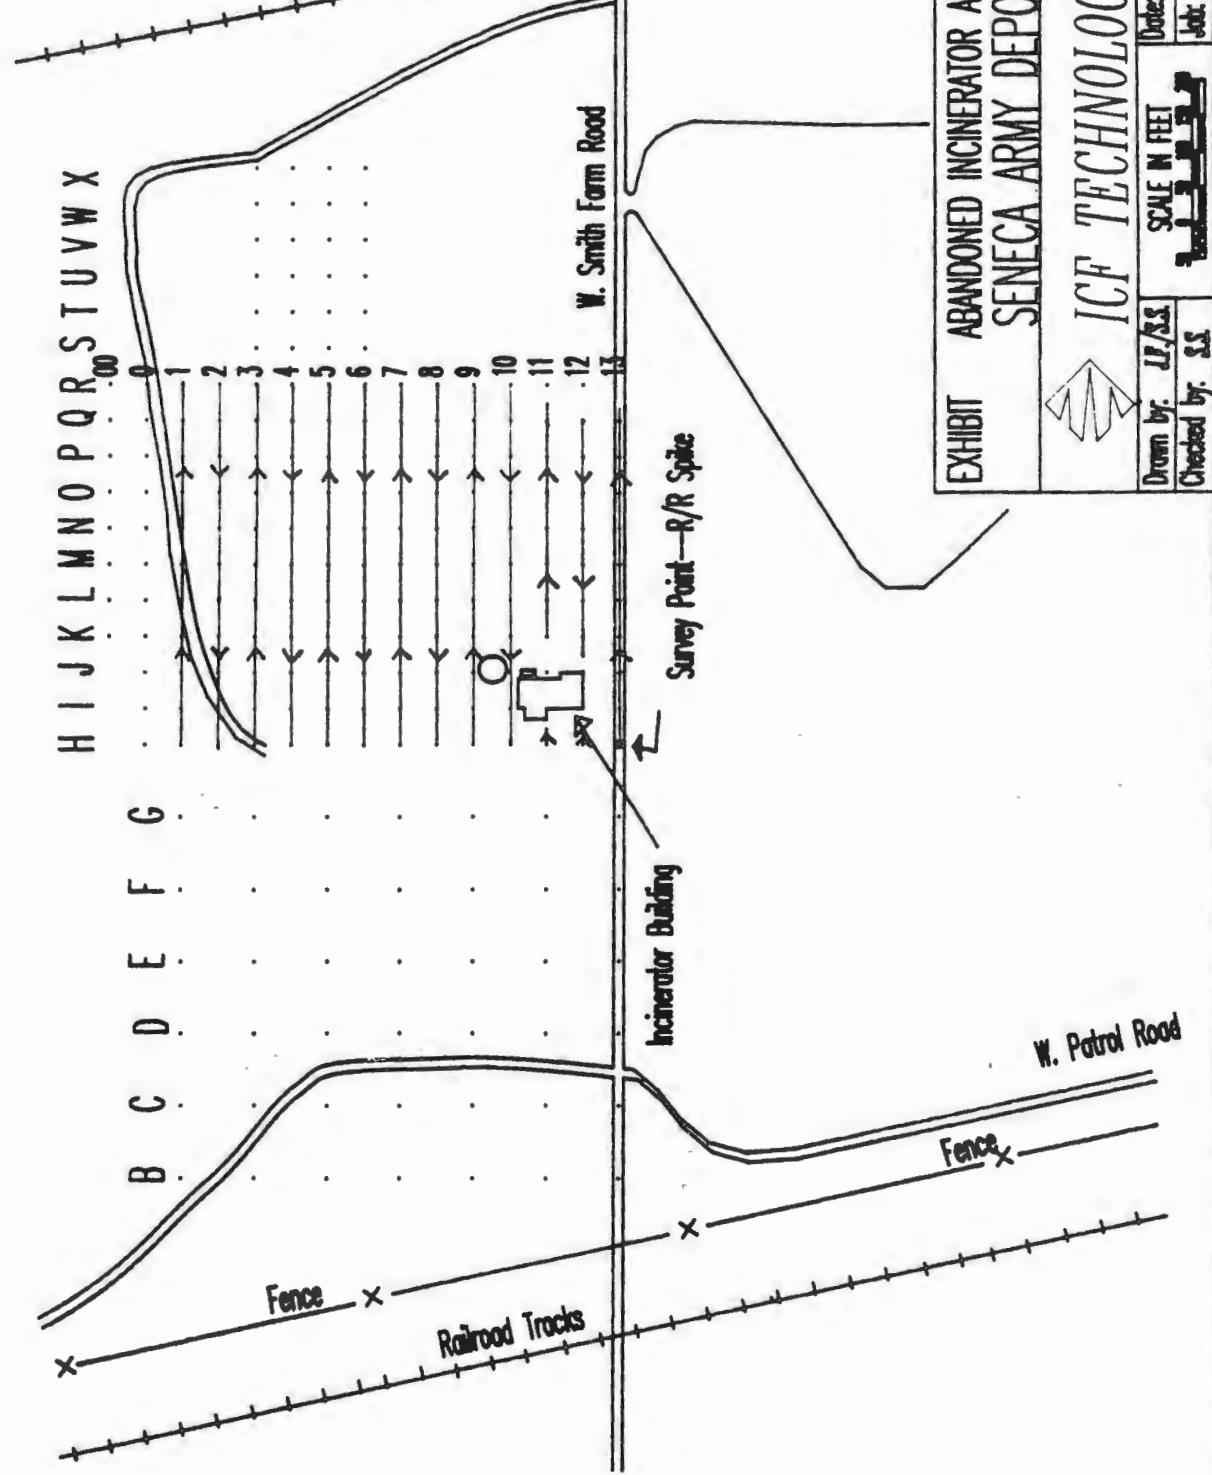 H I J K L M N O P Q R S T U V W X
B C D E F G
00
0
1
2
3
4
5
6
7
8
9
10
11
12
13
W. Smith Farm Road
Survey Point—R/R Spike
Incinerator Building
W. Patrol Road
Fence
Fence
Railroad Tracks
EXHIBIT ABANDONED INCINERATOR A
SENECA ARMY DEPO
ICF TECHNOLOG
Drawn by: J.P./S.S.
Checked by: S.S.
SCALE IN FEET
Date:
Job: